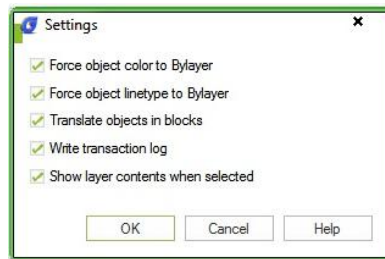 Settings
Force object color to Bylayer
Force object linetype to Bylayer
Translate objects in blocks
Write transaction log
Show layer contents when selected
OK Cancel Help